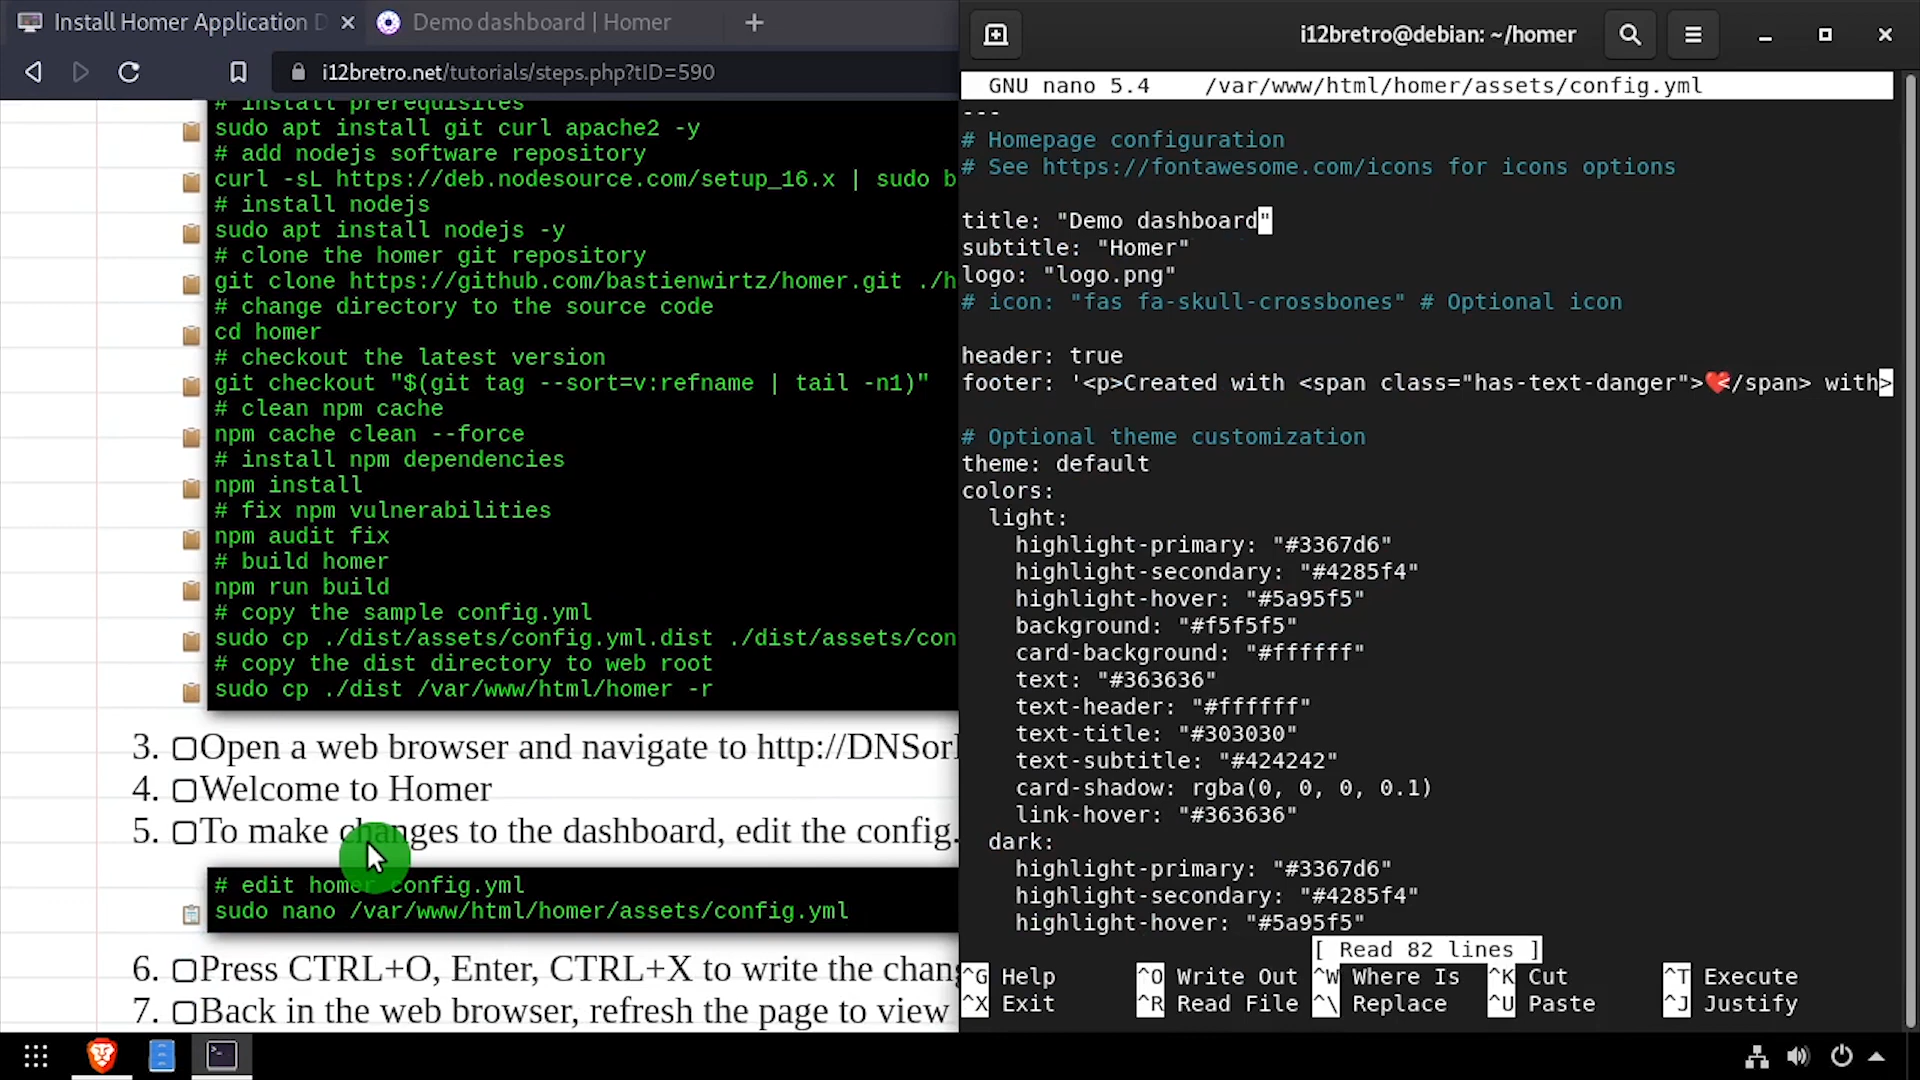 Install Homer Application D
Demo dashboard | Homer
i12bretro.net/tutorials/steps.php?tID=590
# install prerequisites
sudo apt install git curl apache2 -y
# add nodejs software repository
curl -sL https://deb.nodesource.com/setup_16.x | sudo b
# install nodejs
sudo apt install nodejs -y
# clone the homer git repository
git clone https://github.com/bastienwirtz/homer.git ./h
# change directory to the source code
cd homer
# checkout the latest version
git checkout "$(git tag --sort=v:refname | tail -n1)"
# clean npm cache
npm cache clean --force
# install npm dependencies
npm install
# fix npm vulnerabilities
npm audit fix
# build homer
npm run build
# copy the sample config.yml
sudo cp ./dist/assets/config.yml.dist ./dist/assets/con
# copy the dist directory to web root
sudo cp ./dist /var/www/html/homer -r
3. Open a web browser and navigate to http://DNSorI
4. Welcome to Homer
5. To make changes to the dashboard, edit the config.
# edit homer config.yml
sudo nano /var/www/html/homer/assets/config.yml
6. Press CTRL+O, Enter, CTRL+X to write the chang
7. Back in the web browser, refresh the page to view
i12bretro@debian: ~/homer
GNU nano 5.4 /var/www/html/homer/assets/config.yml
---
# Homepage configuration
# See https://fontawesome.com/icons for icons options
title: "Demo dashboard"
subtitle: "Homer"
logo: "logo.png"
# icon: "fas fa-skull-crossbones" # Optional icon
header: true
footer: '<p>Created with <span class="has-text-danger">❤️</span> with>
# Optional theme customization
theme: default
colors:
light:
highlight-primary: "#3367d6"
highlight-secondary: "#4285f4"
highlight-hover: "#5a95f5"
background: "#f5f5f5"
card-background: "#ffffff"
text: "#363636"
text-header: "#ffffff"
text-title: "#303030"
text-subtitle: "#424242"
card-shadow: rgba(0, 0, 0, 0.1)
link-hover: "#363636"
dark:
highlight-primary: "#3367d6"
highlight-secondary: "#4285f4"
highlight-hover: "#5a95f5"
[ Read 82 lines ]
^G Help ^O Write Out ^W Where Is ^K Cut ^T Execute
^X Exit ^R Read File ^\ Replace ^U Paste ^J Justify